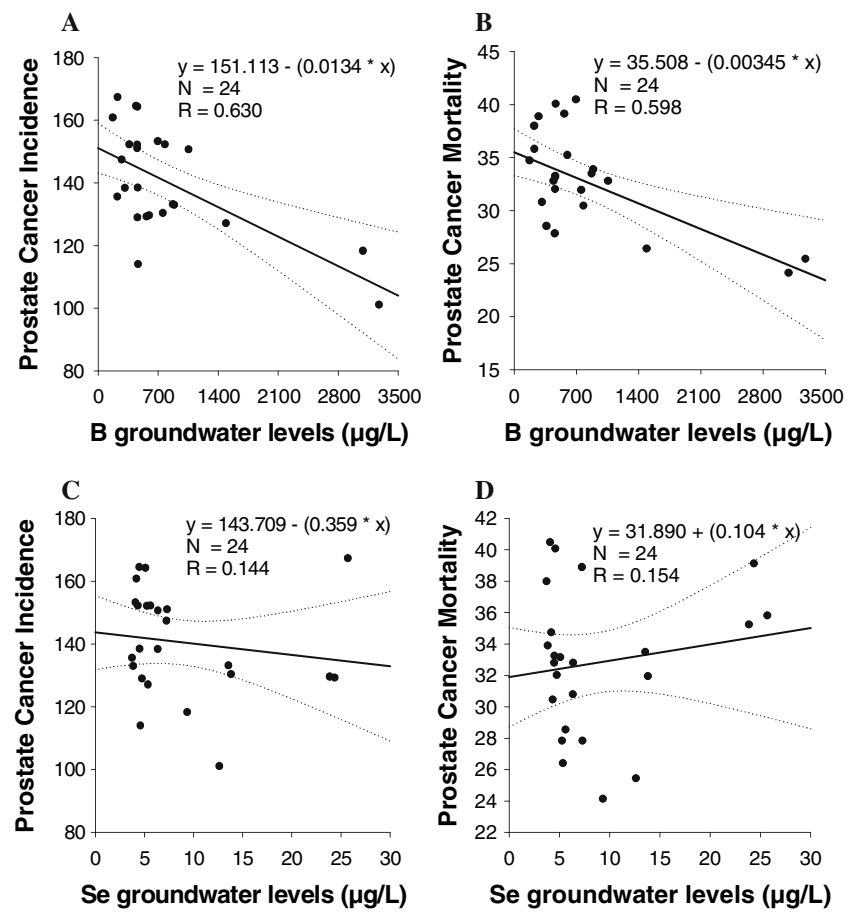 A
y = 151.113 - (0.0134 * x)
N = 24
R = 0.630
Prostate Cancer Incidence
180
160
140
120
100
80
0 700 1400 2100 2800 3500
B groundwater levels (µg/L)
B
y = 35.508 - (0.00345 * x)
N = 24
R = 0.598
Prostate Cancer Mortality
45
40
35
30
25
20
15
0 700 1400 2100 2800 3500
B groundwater levels (µg/L)
C
y = 143.709 - (0.359 * x)
N = 24
R = 0.144
Prostate Cancer Incidence
180
160
140
120
100
80
0 5 10 15 20 25 30
Se groundwater levels (µg/L)
D
y = 31.890 + (0.104 * x)
N = 24
R = 0.154
Prostate Cancer Mortality
42
40
38
36
34
32
30
28
26
24
22
0 5 10 15 20 25 30
Se groundwater levels (µg/L)